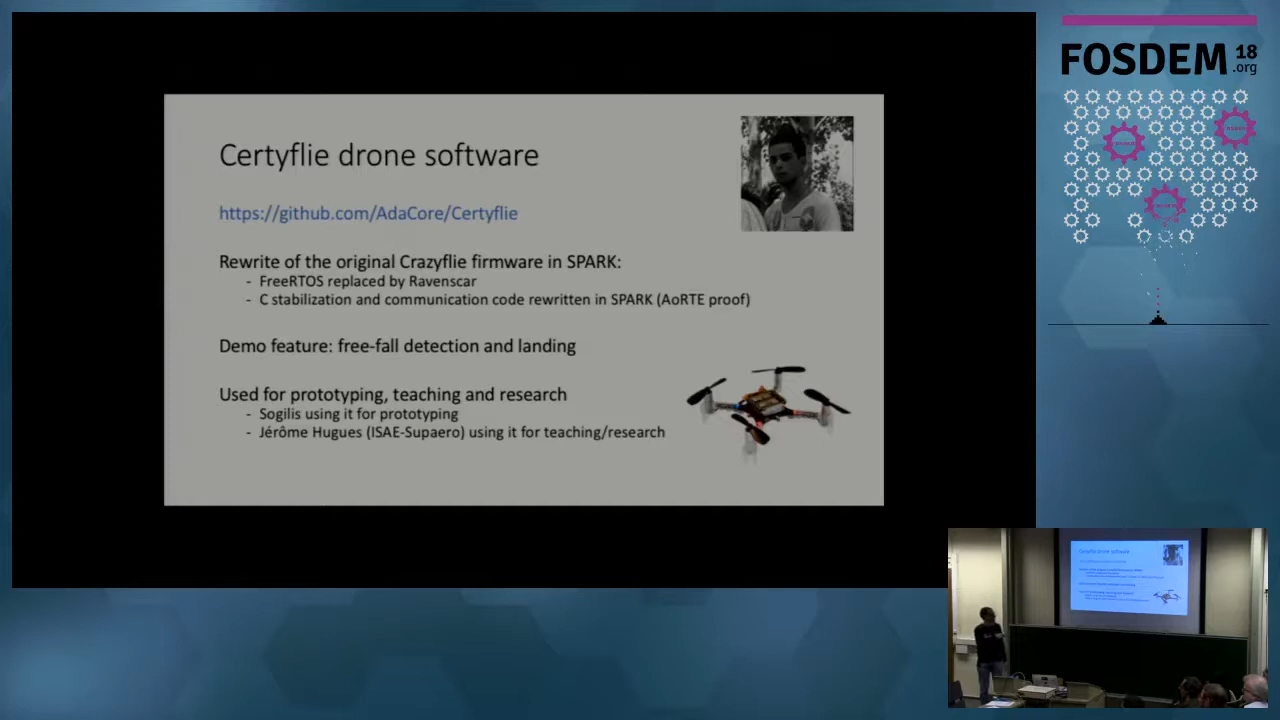 Certyflie drone software
https://github.com/AdaCore/Certyflie
Rewrite of the original Crazyflie firmware in SPARK:
- FreeRTOS replaced by Ravenscar
- C stabilization and communication code rewritten in SPARK (AoRTE proof)
Demo feature: free-fall detection and landing
Used for prototyping, teaching and research
- Sogilis using it for prototyping
- Jérôme Hugues (ISAE-Supaero) using it for teaching/research
FOSDEM 18
.org
Certyflie drone software